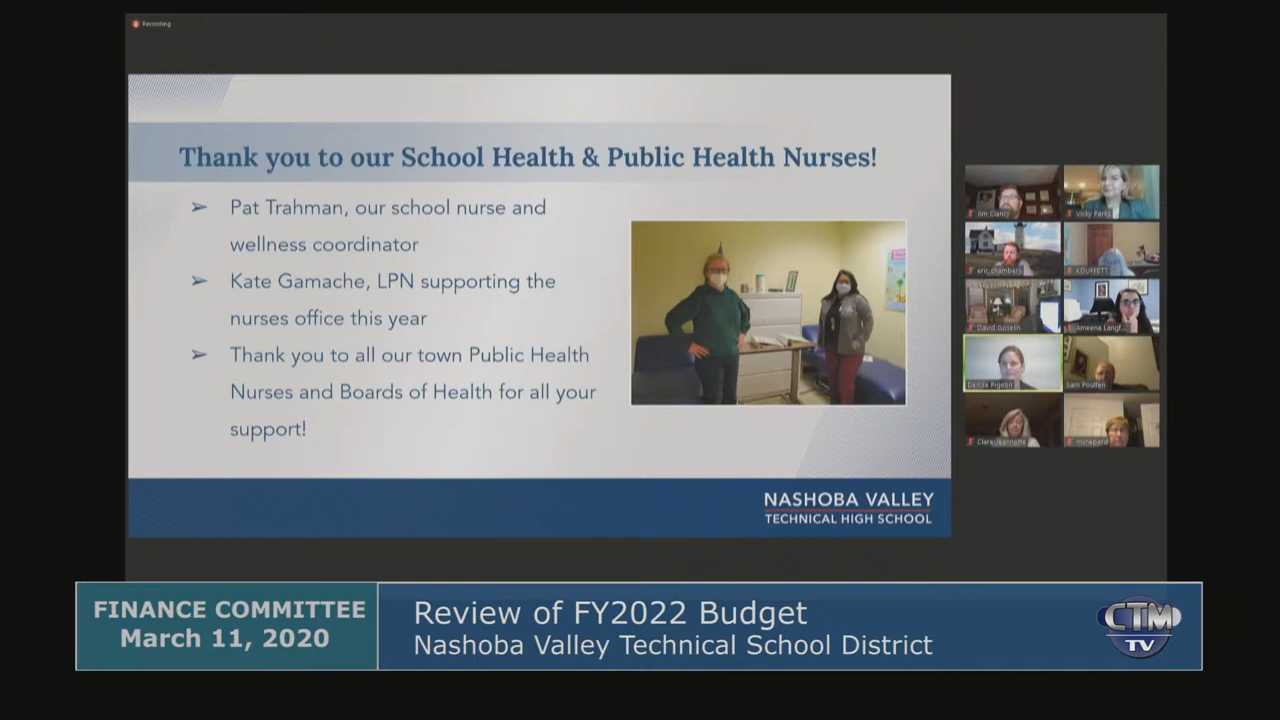 Recording
Thank you to our School Health & Public Health Nurses!
➢ Pat Trahman, our school nurse and
wellness coordinator
➢ Kate Gamache, LPN supporting the
nurses office this year
➢ Thank you to all our town Public Health
Nurses and Boards of Health for all your
support!
NASHOBA VALLEY
TECHNICAL HIGH SCHOOL
Jim Clancy
Vicky Parks
eric.chambers
KDUFFETT
David Goselin
Ameena Langf...
Denise Pigeon
Sam Poulten
Clare Jeannotte
mshepard
FINANCE COMMITTEE
March 11, 2020
Review of FY2022 Budget
Nashoba Valley Technical School District
CTM
TV